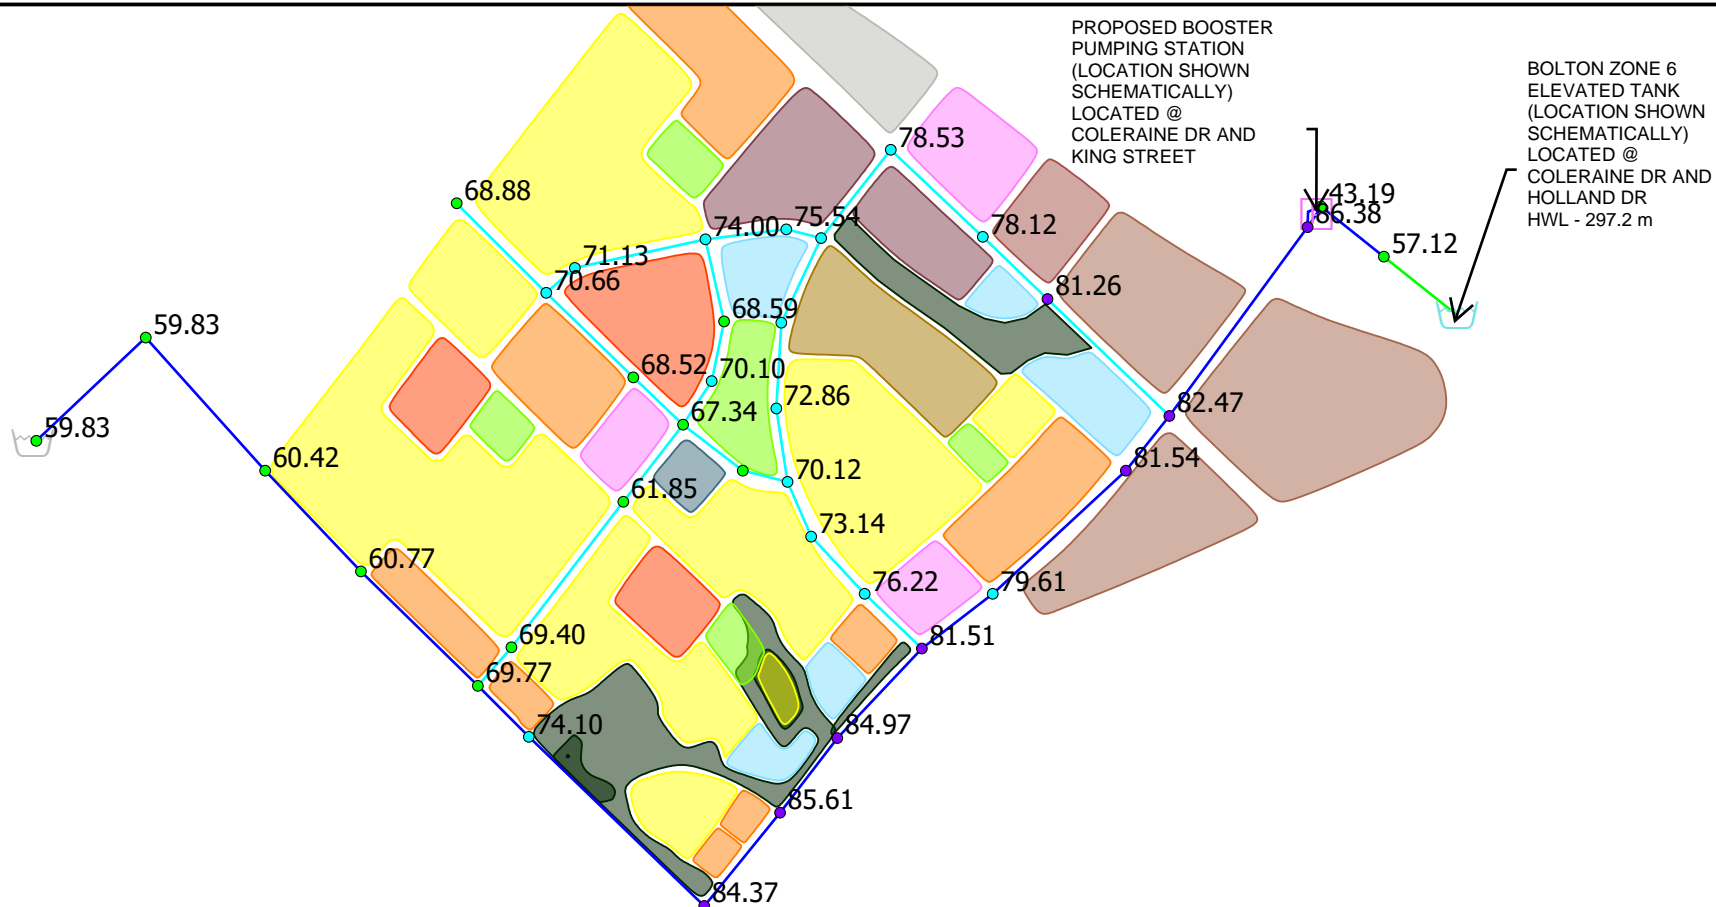 PROPOSED BOOSTER
PUMPING STATION
(LOCATION SHOWN
SCHEMATICALLY)
LOCATED @
COLERAINE DR AND
KING STREET
BOLTON ZONE 6
ELEVATED TANK
(LOCATION SHOWN
SCHEMATICALLY)
LOCATED @
COLERAINE DR AND
HOLLAND DR
HWL - 297.2 m
78.53
68.88
43.19
86.38
74.00
75.54
78.12
57.12
71.13
70.66
81.26
59.83
68.59
68.52
70.10
72.86
67.34
82.47
59.83
60.42
70.12
81.54
61.85
73.14
60.77
76.22
79.61
69.40
81.51
69.77
74.10
84.97
85.61
84.37